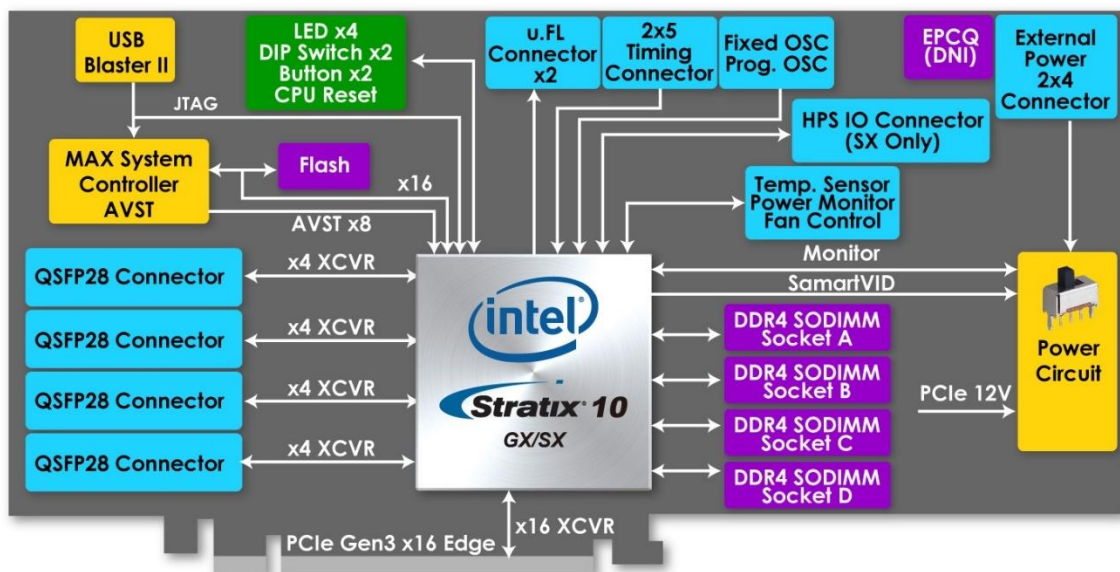 USB
Blaster II
LED x4
DIP Switch x2
Button x2
CPU Reset
u.FL
Connector
x2
2x5
Timing
Connector
Fixed OSC
Prog. OSC
EPCQ
(DNI)
External
Power
2x4
Connector
JTAG
HPS IO Connector
(SX Only)
MAX System
Controller
AVST
Flash
x16
AVST x8
Temp. Sensor
Power Monitor
Fan Control
QSFP28 Connector
x4 XCVR
QSFP28 Connector
x4 XCVR
QSFP28 Connector
x4 XCVR
QSFP28 Connector
x4 XCVR
intel
Stratix® 10
GX/SX
Monitor
SamartVID
DDR4 SODIMM
Socket A
DDR4 SODIMM
Socket B
DDR4 SODIMM
Socket C
DDR4 SODIMM
Socket D
Power
Circuit
PCIe 12V
x16 XCVR
PCIe Gen3 x16 Edge